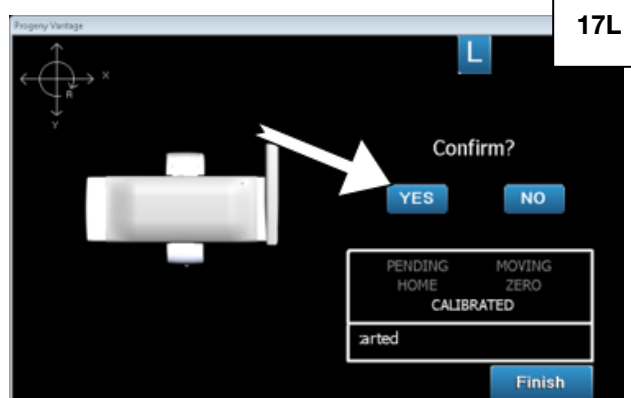 Progeny Vantage
17L
L
X
R
Y
Confirm?
YES NO
PENDING MOVING
HOME ZERO
CALIBRATED
arted
Finish